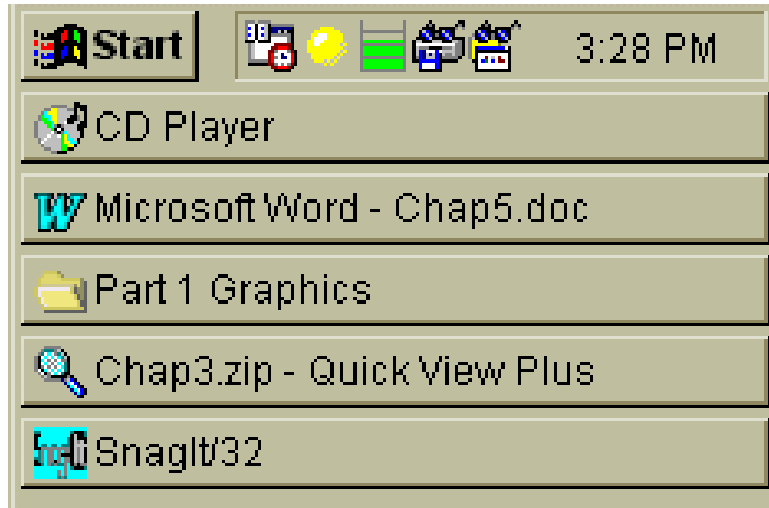 Start 3:28 PM
CD Player
Microsoft Word - Chap5.doc
Part 1 Graphics
Chap3.zip - Quick View Plus
SnagIt/32